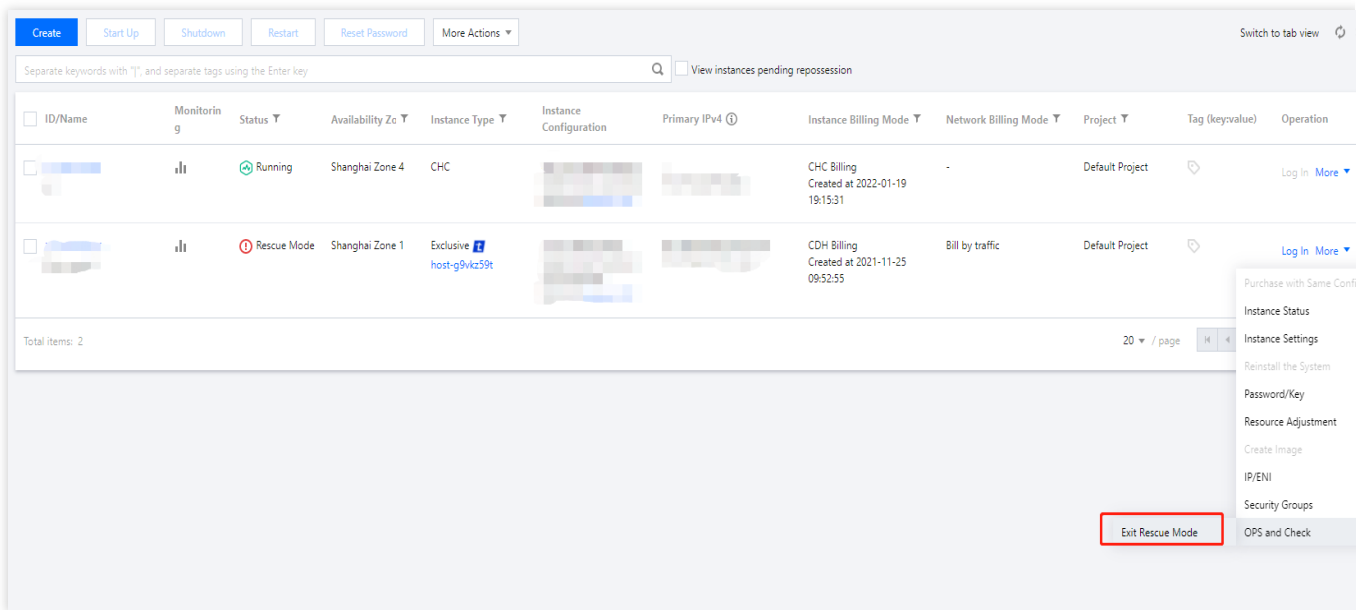 Create Start Up Shutdown Restart Reset Password More Actions Switch to tab view
Separate keywords with "|", and separate tags using the Enter key View instances pending repossession
ID/Name Monitorin Status Availability Zo Instance Type Instance Primary IPv4 Instance Billing Mode Network Billing Mode Project Tag (key:value) Operation
g Configuration
Running Shanghai Zone 4 CHC CHC Billing - Default Project Log In More
Created at 2022-01-19
19:15:31
Rescue Mode Shanghai Zone 1 Exclusive t CDH Billing Bill by traffic Default Project Log In More
host-g9vkz59t Created at 2021-11-25
09:52:55
Purchase with Same Confi
Instance Status
Total items: 2 20 / page Instance Settings
Reinstall the System
Password/Key
Resource Adjustment
Create Image
IP/ENI
Security Groups
Exit Rescue Mode OPS and Check